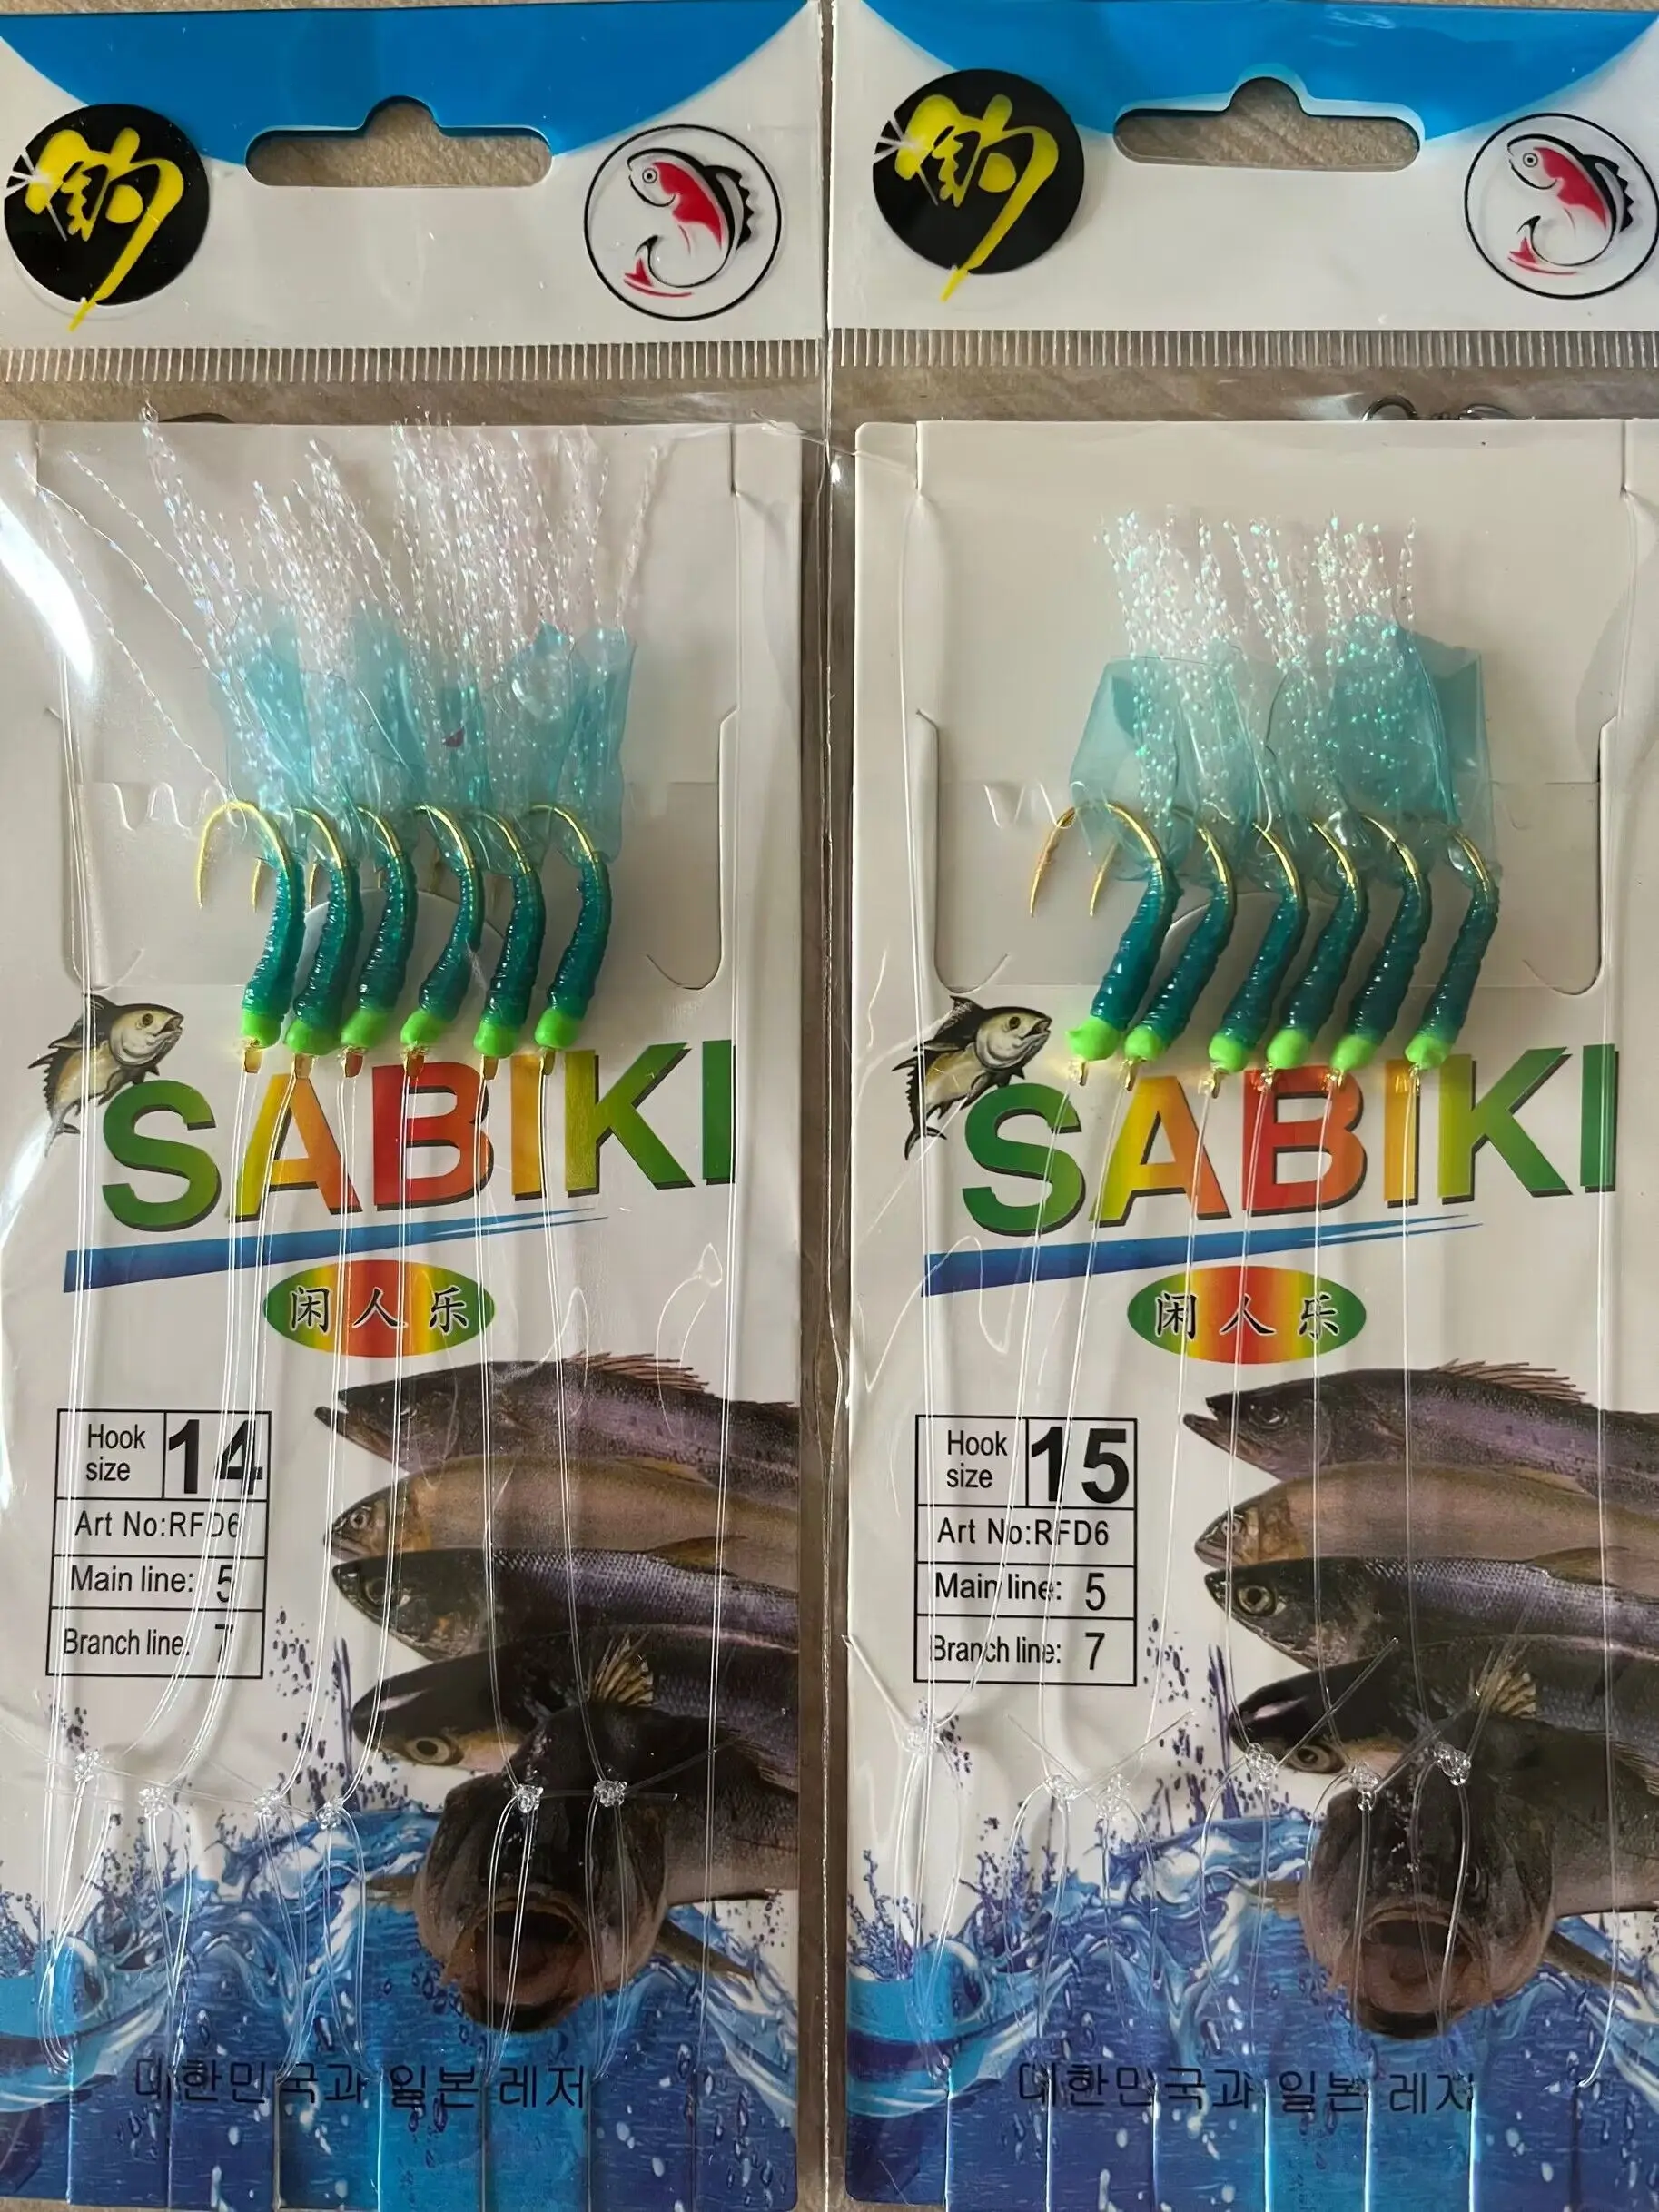 钓
SABIKI
闲人乐
Hook size 14
Art No:RFD6
Main line: 5
Branch line: 7
대한민국과 일본 레저
钓
SABIKI
闲人乐
Hook size 15
Art No:RFD6
Main line: 5
Branch line: 7
대한민국과 일본 레저